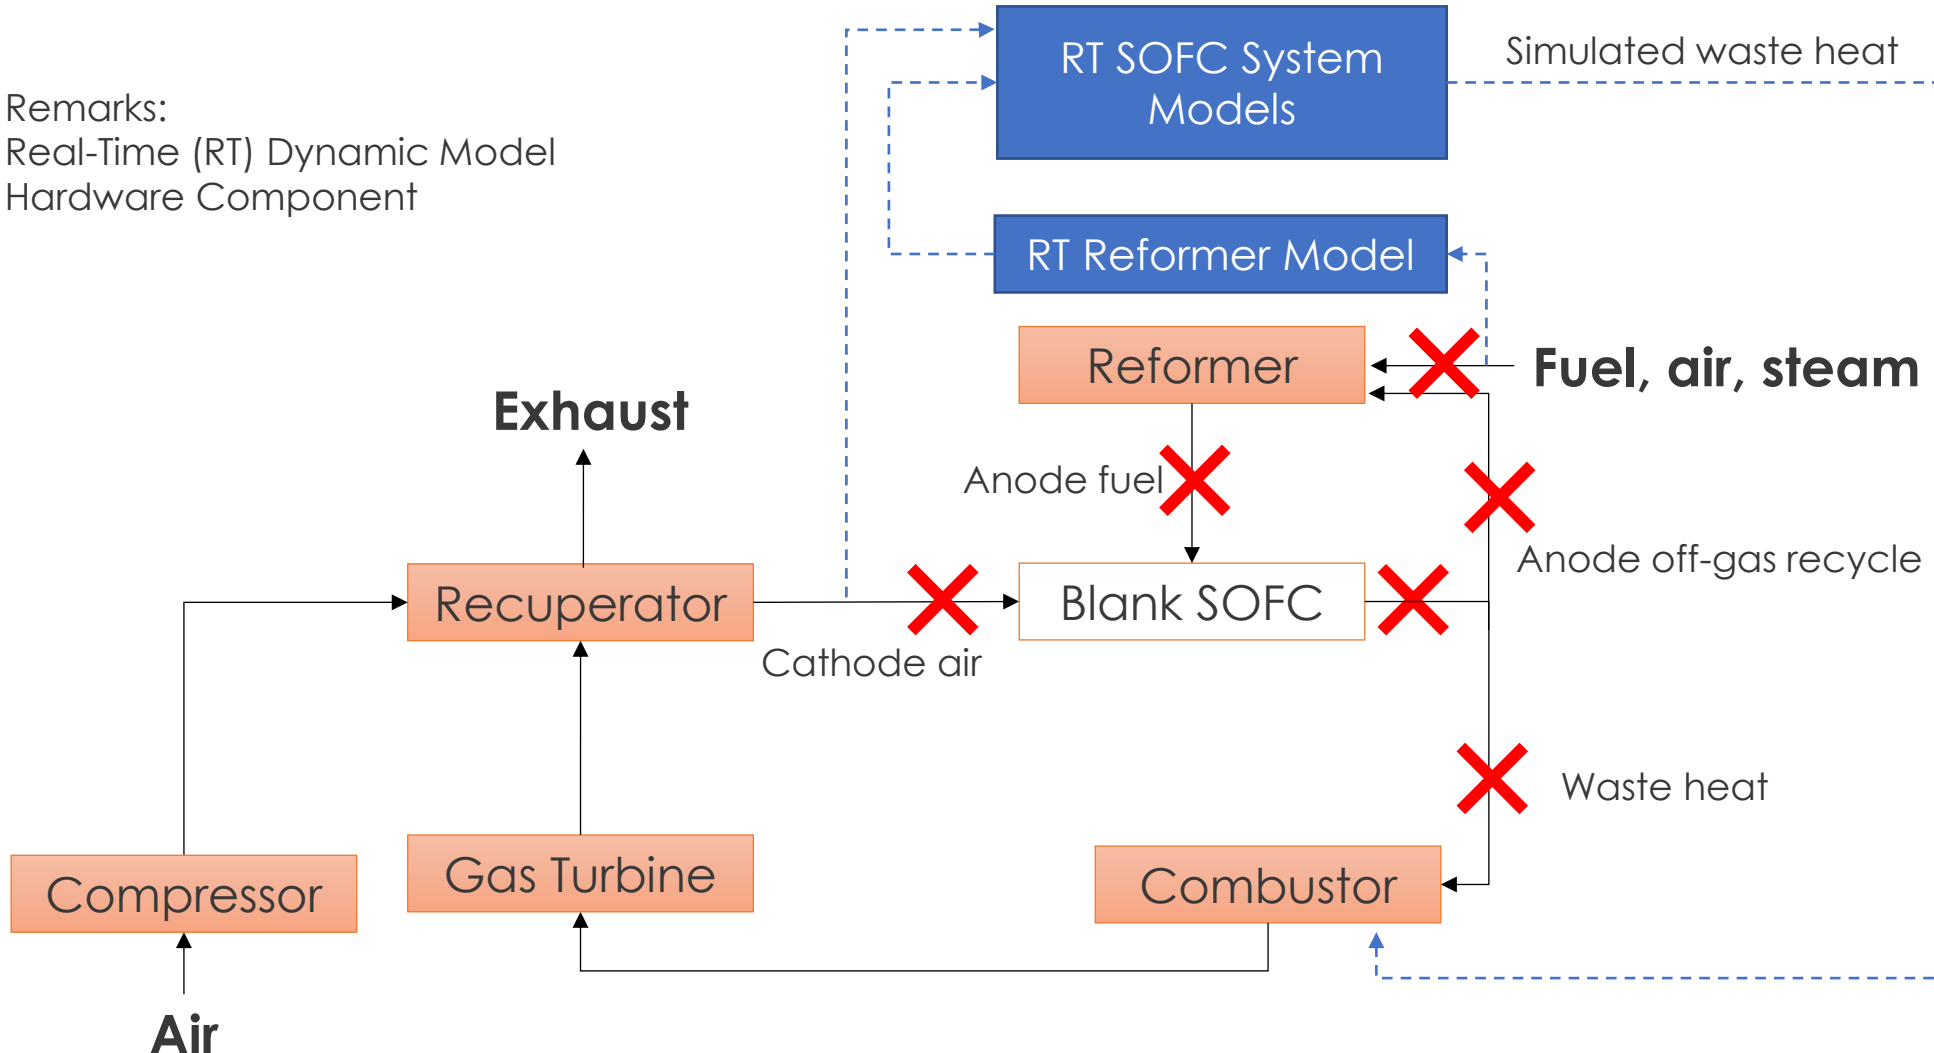 RT SOFC System
Models
Simulated waste heat
Remarks:
Real-Time (RT) Dynamic Model
Hardware Component
RT Reformer Model
Reformer
Fuel, air, steam
Exhaust
Anode fuel
Anode off-gas recycle
Recuperator
Blank SOFC
Cathode air
Waste heat
Gas Turbine
Compressor
Combustor
Air